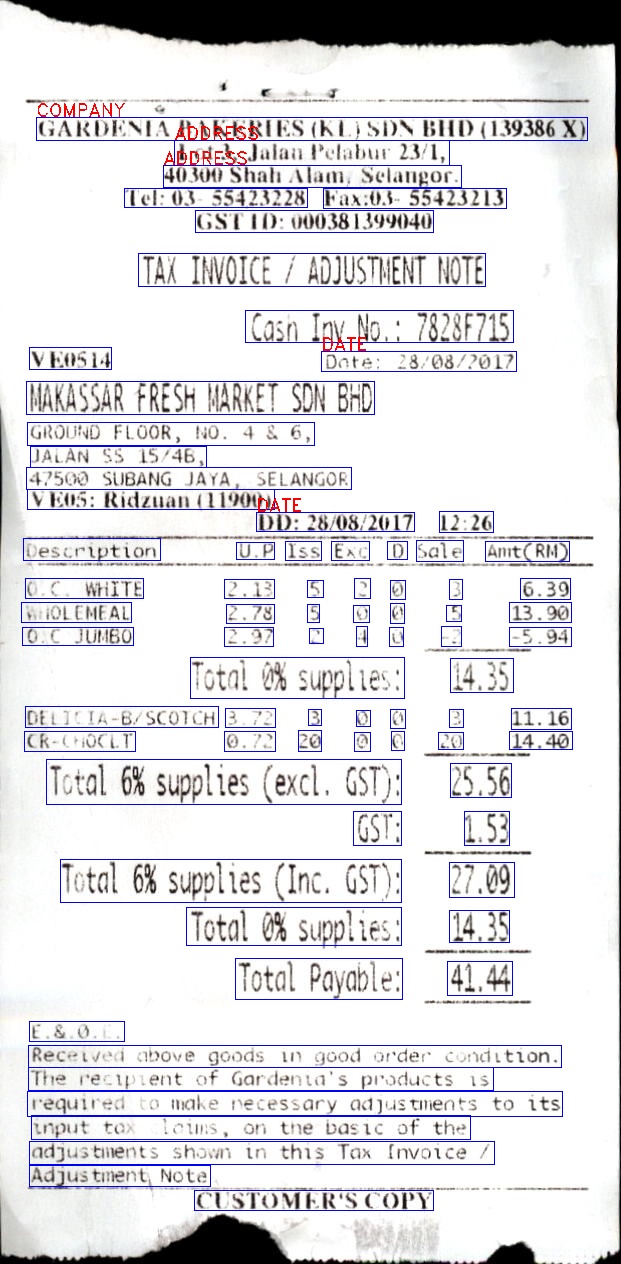 COMPANY
GARDENIA BAKERIES (KL) SDN BHD (139386 X)
ADDRESS
Lot 3, Jalan Pelabur 23/1,
ADDRESS
40300 Shah Alam, Selangor.
Tel: 03- 55423228 Fax:03- 55423213
GST ID: 000381399040
TAX INVOICE / ADJUSTMENT NOTE
Cash Inv No.: 7828F715
DATE
VE0514 Date: 28/08/2017
MAKASSAR FRESH MARKET SDN BHD
GROUND FLOOR, NO. 4 & 6,
JALAN SS 15/4B,
47500 SUBANG JAYA, SELANGOR
VE05: Ridzuan (11900)
DATE
DD: 28/08/2017 12:26
Description U.P Iss Exc D Sale Amt(RM)
O.C. WHITE 2.13 5 2 0 3 6.39
WHOLEMEAL 2.78 5 0 0 5 13.90
O.C JUMBO 2.97 2 4 0 -2 -5.94
Total 0% supplies: 14.35
DELICIA-B/SCOTCH 3.72 3 0 0 3 11.16
CR-CHOCLT 0.72 20 0 0 20 14.40
Total 6% supplies (excl. GST): 25.56
GST: 1.53
Total 6% supplies (Inc. GST): 27.09
Total 0% supplies: 14.35
Total Payable: 41.44
E.&.O.E.
Received above goods in good order condition.
The recipient of Gardenia's products is
required to make necessary adjustments to its
input tax claims, on the basic of the
adjustments shown in this Tax Invoice /
Adjustment Note
CUSTOMER'S COPY